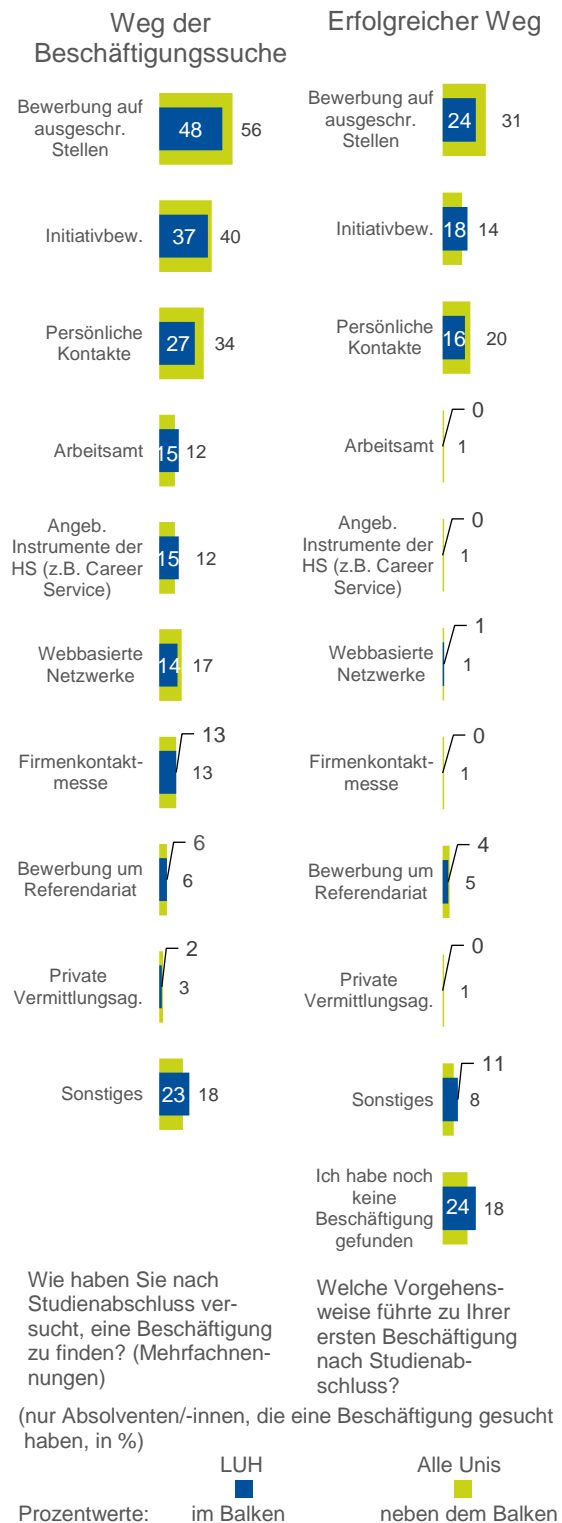 Weg der
Beschäftigungssuche
Bewerbung auf
ausgeschr.
Stellen
48
56
Initiativbew.
37
40
Persönliche
Kontakte
27
34
Arbeitsamt
15
12
Angeb.
Instrumente der
HS (z.B. Career
Service)
15
12
Webbasierte
Netzwerke
14
17
Firmenkontakt-
messe
13
13
Bewerbung um
Referendariat
6
6
Private
Vermittlungsag.
2
3
Sonstiges
23
18
Wie haben Sie nach
Studienabschluss ver-
sucht, eine Beschäftigung
zu finden? (Mehrfachnen-
nungen)
Erfolgreicher Weg
Bewerbung auf
ausgeschr.
Stellen
24
31
Initiativbew.
18
14
Persönliche
Kontakte
16
20
Arbeitsamt
0
1
Angeb.
Instrumente der
HS (z.B. Career
Service)
0
1
Webbasierte
Netzwerke
1
1
Firmenkontakt-
messe
0
1
Bewerbung um
Referendariat
4
5
Private
Vermittlungsag.
0
1
Sonstiges
11
8
Ich habe noch
keine
Beschäftigung
gefunden
24
18
Welche Vorgehens-
weise führte zu Ihrer
ersten Beschäftigung
nach Studienab-
schluss?
(nur Absolventen/-innen, die eine Beschäftigung gesucht
haben, in %)
LUH Alle Unis
Prozentwerte: im Balken neben dem Balken